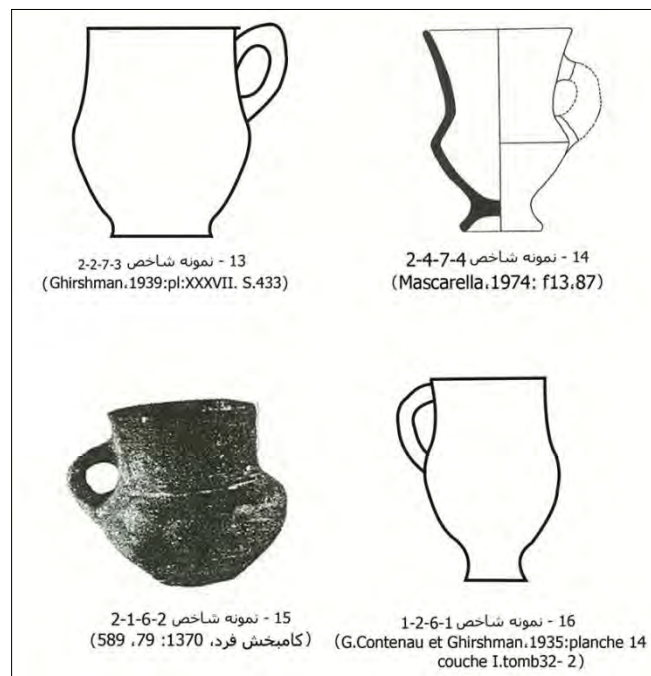 13 - نمونه شاخص 3-7-2-2
(Ghirshman،1939:pl:XXXVII. S.433)
14 - نمونه شاخص 4-7-4-2
(Mascarella،1974: f13،87)
15 - نمونه شاخص 2-6-1-2
(کامبخش فرد، 1370: 79، 589)
16 - نمونه شاخص 1-6-2-1
(G.Contenau et Ghirshman،1935:planche 14
couche I.tomb32- 2)